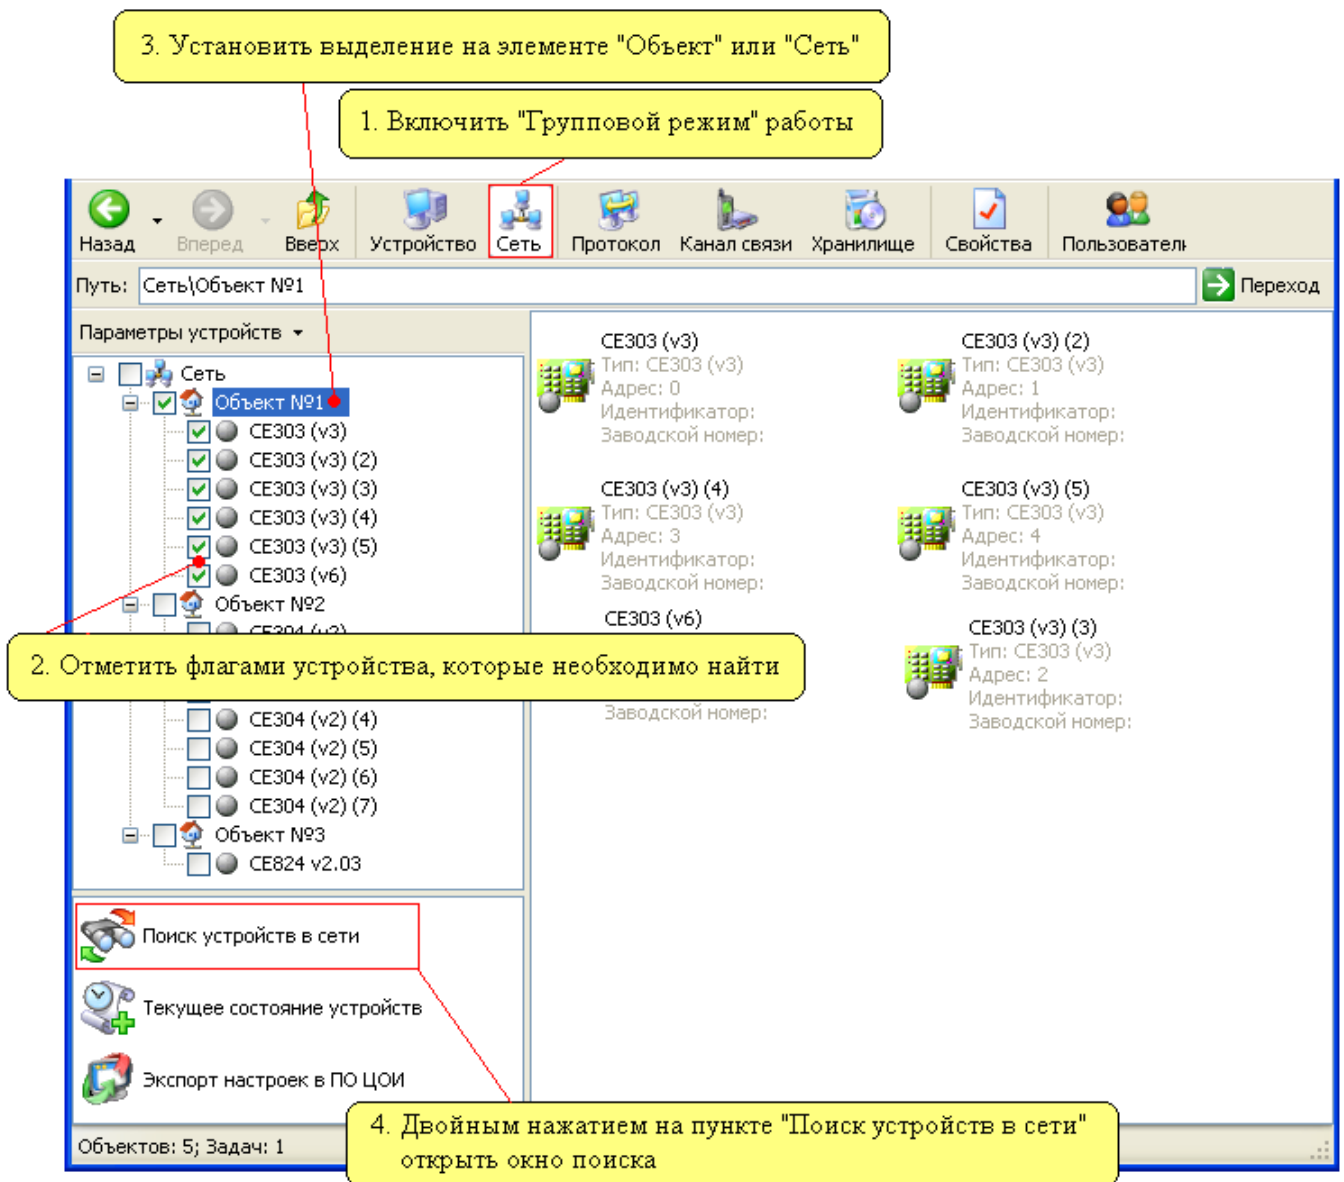 3. Установить выделение на элементе "Объект" или "Сеть"
1. Включить "Групповой режим" работы
Назад Вперед Вверх Устройство Сеть Протокол Канал связи Хранилище Свойства Пользователи
Путь: Сеть\Объект №1 Переход
Параметры устройств
Сеть
Объект №1
CE303 (v3)
CE303 (v3) (2)
CE303 (v3) (3)
CE303 (v3) (4)
CE303 (v3) (5)
CE303 (v6)
Объект №2
CE304 (v2)
2. Отметить флагами устройства, которые необходимо найти
CE304 (v2) (4)
CE304 (v2) (5)
CE304 (v2) (6)
CE304 (v2) (7)
Объект №3
CE824 v2.03
CE303 (v3)
Тип: CE303 (v3)
Адрес: 0
Идентификатор:
Заводской номер:
CE303 (v3) (2)
Тип: CE303 (v3)
Адрес: 1
Идентификатор:
Заводской номер:
CE303 (v3) (4)
Тип: CE303 (v3)
Адрес: 3
Идентификатор:
Заводской номер:
CE303 (v3) (5)
Тип: CE303 (v3)
Адрес: 4
Идентификатор:
Заводской номер:
CE303 (v6)
Заводской номер:
CE303 (v3) (3)
Тип: CE303 (v3)
Адрес: 2
Идентификатор:
Заводской номер:
Поиск устройств в сети
Текущее состояние устройств
Экспорт настроек в ПО ЦОИ
4. Двойным нажатием на пункте "Поиск устройств в сети"
открыть окно поиска
Объектов: 5; Задач: 1